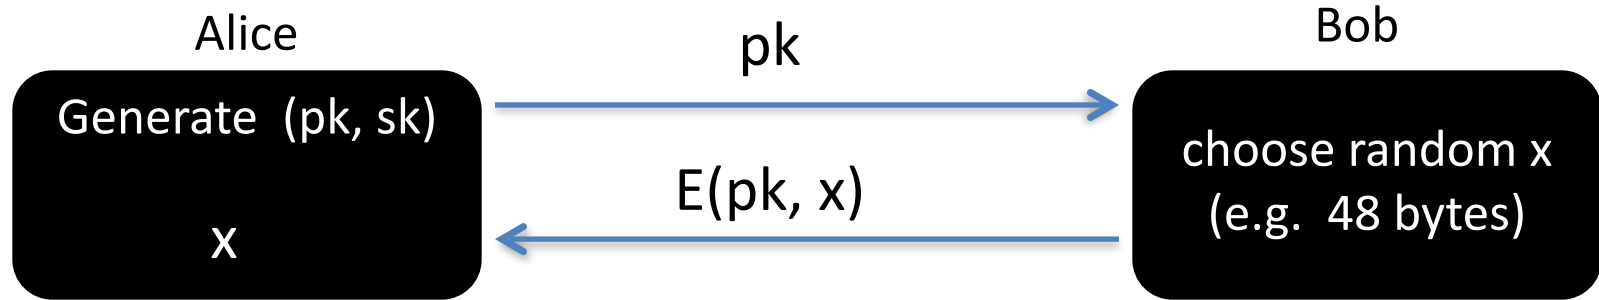 Alice
Bob
pk
Generate (pk, sk)
choose random x
E(pk, x)
(e.g. 48 bytes)
x